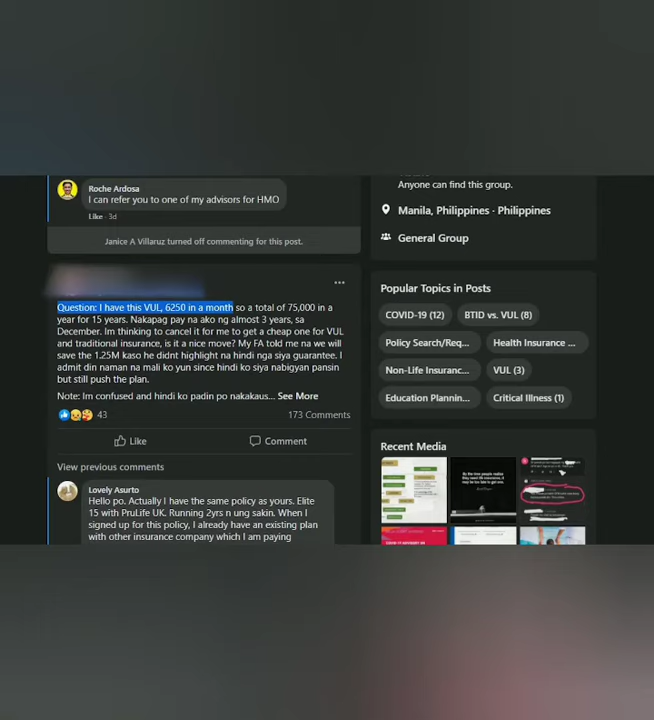 Roche Ardosa
I can refer you to one of my advisors for HMO
Like · 3d
Janice A Villaruz turned off commenting for this post.
Question: I have this VUL, 6250 in a month so a total of 75,000 in a
year for 15 years. Nakapag pay na ako ng almost 3 years, sa
December. Im thinking to cancel it for me to get a cheap one for VUL
and traditional insurance, is it a nice move? My FA told me na we will
save the 1.25M kaso he didnt highlight na hindi nga siya guarantee. I
admit din naman na mali ko yun since hindi ko siya nabigyan pansin
but still push the plan.
Note: Im confused and hindi ko padin po nakakaus... See More
43
173 Comments
Like
Comment
View previous comments
Lovely Asurto
Hello po. Actually I have the same policy as yours. Elite
15 with PruLife UK. Running 2yrs n ung sakin. When I
signed up for this policy, I already have an existing plan
with other insurance company which I am paying
Anyone can find this group.
Manila, Philippines · Philippines
General Group
Popular Topics in Posts
COVID-19 (12)
BTID vs. VUL (8)
Policy Search/Req...
Health Insurance ...
Non-Life Insuranc...
VUL (3)
Education Plannin...
Critical Illness (1)
Recent Media